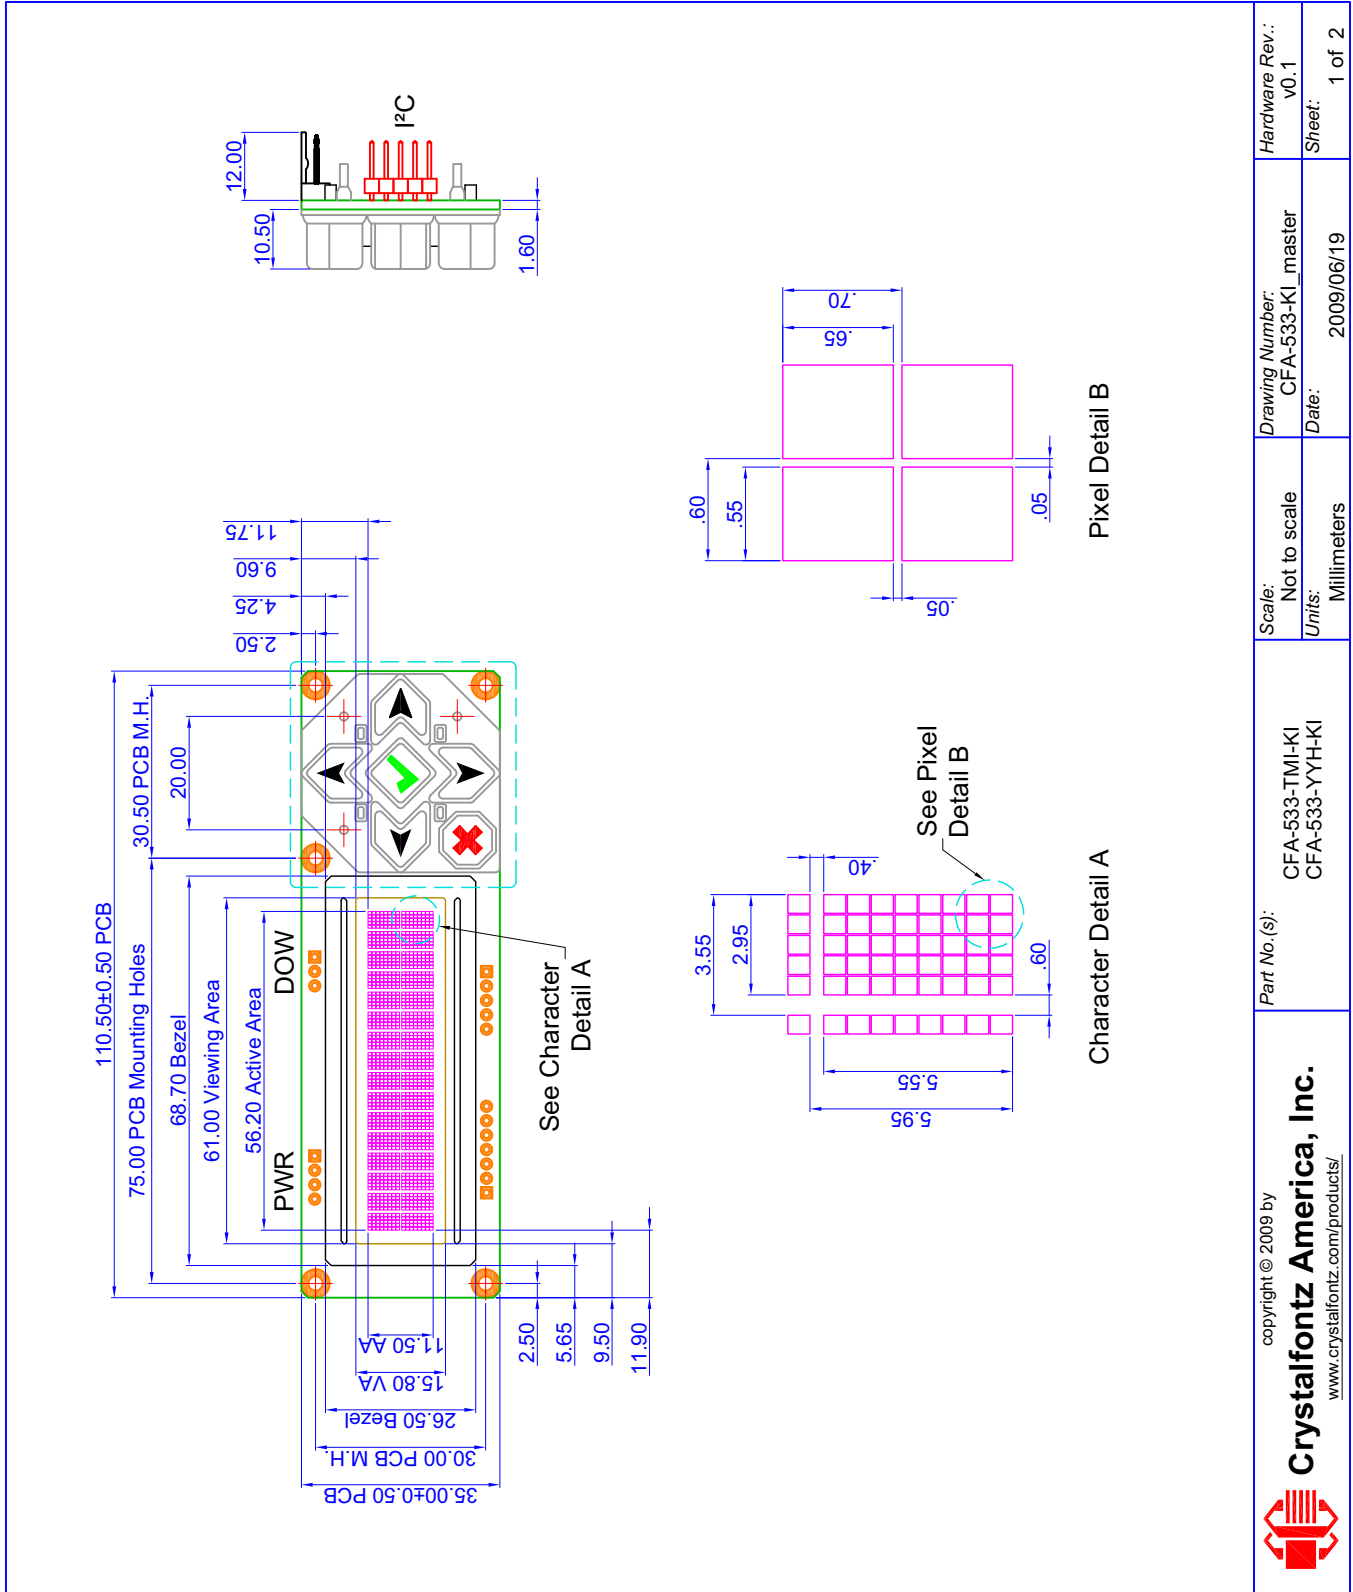 110.50±0.50 PCB
75.00 PCB Mounting Holes
30.50 PCB M.H.
68.70 Bezel
20.00
61.00 Viewing Area
56.20 Active Area
PWR
DOW
2.50
4.25
9.60
11.75
35.00±0.50 PCB
30.00 PCB M.H.
26.50 Bezel
15.80 VA
11.50 AA
2.50
5.65
9.50
11.90
See Character
Detail A
10.50
12.00
1.60
I²C
3.55
2.95
.40
5.95
5.55
.60
See Pixel
Detail B
Character Detail A
.60
.55
.70
.65
.05
.05
Pixel Detail B
copyright © 2009 by
Crystalfontz America, Inc.
www.crystalfontz.com/products/
Part No.(s):
CFA-533-TMI-KI
CFA-533-YYH-KI
Scale:
Not to scale
Units:
Millimeters
Drawing Number:
CFA-533-KI_master
Date:
2009/06/19
Hardware Rev.:
v0.1
Sheet:
1 of 2